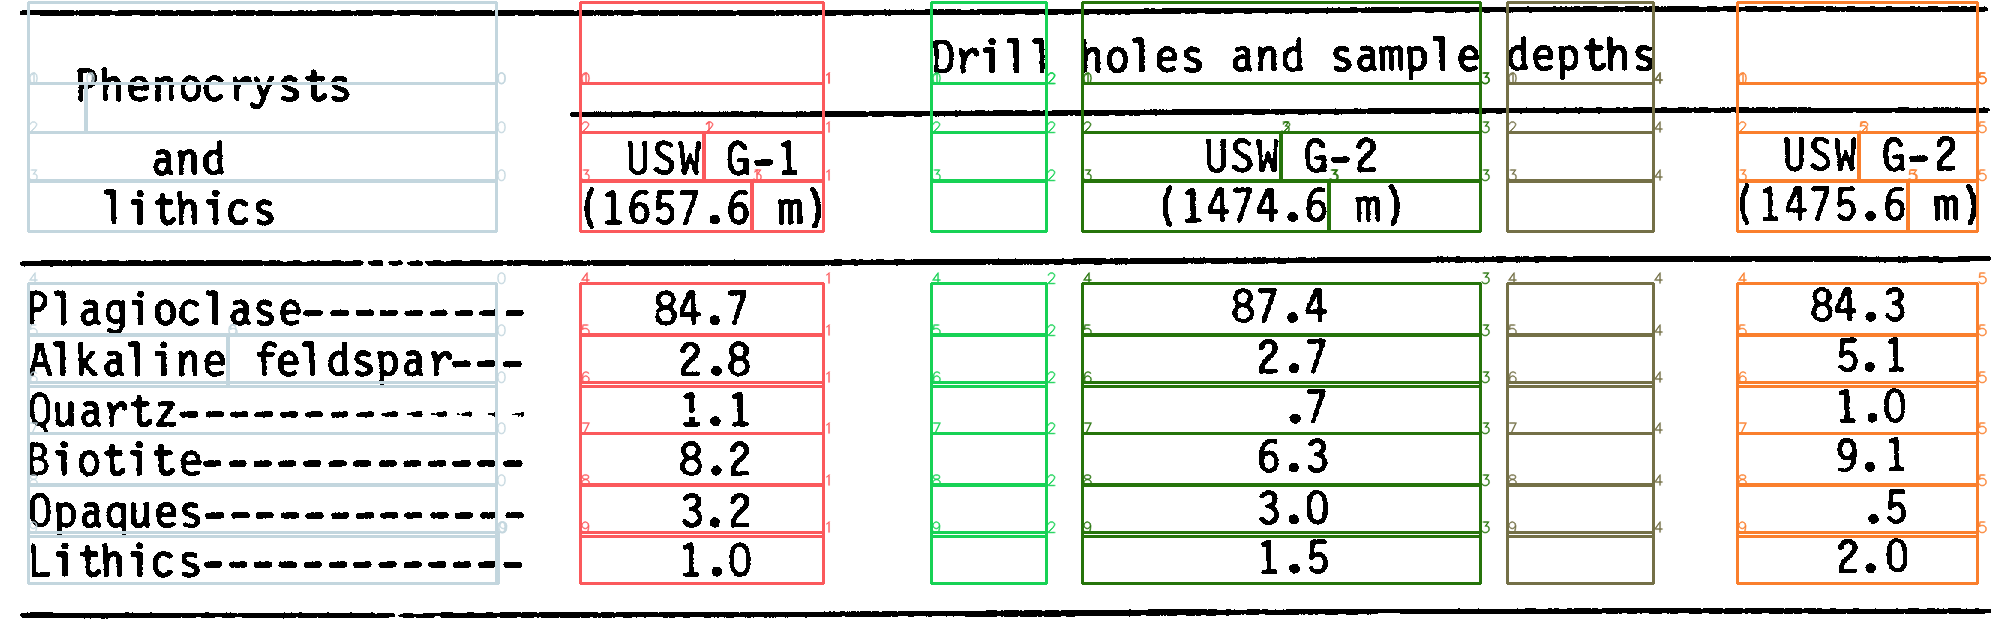 Drill holes and sample depths
Phenocrysts
and USW G-1 USW G-2 USW G-2
lithics (1657.6 m) (1474.6 m) (1475.6 m)
Plagioclase--------- 84.7 87.4 84.3
Alkaline feldspar--- 2.8 2.7 5.1
Quartz-------------- 1.1 .7 1.0
Biotite------------- 8.2 6.3 9.1
Opaques------------- 3.2 3.0 .5
Lithics------------- 1.0 1.5 2.0